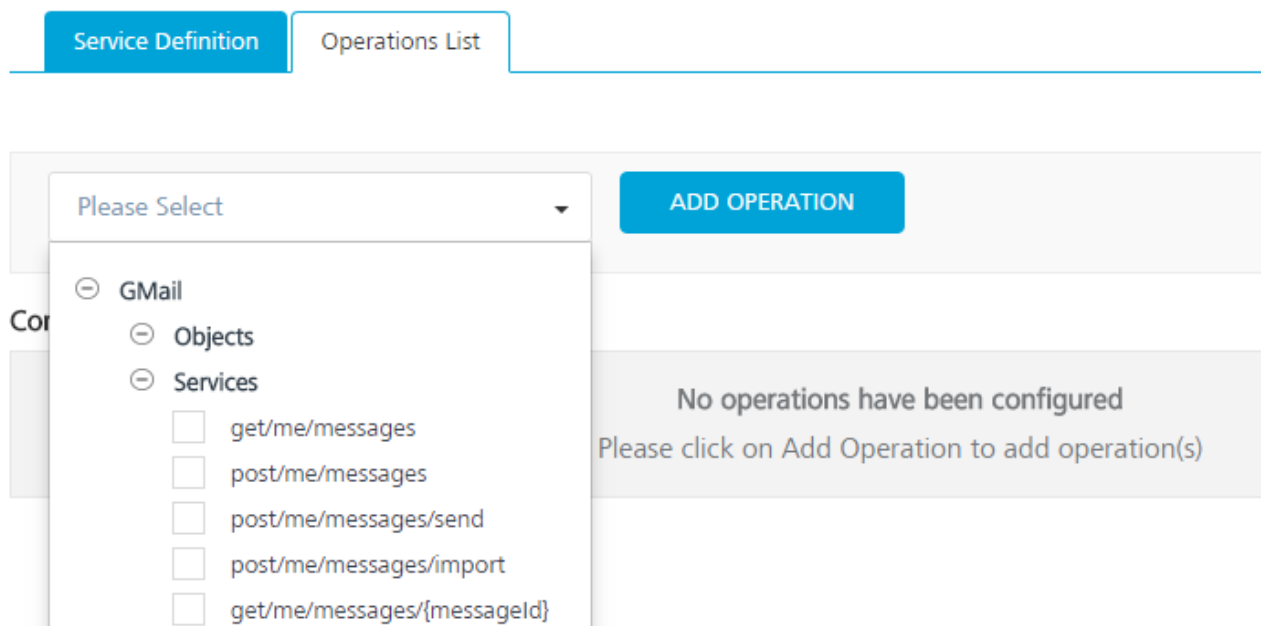 Service Definition
Operations List
Please Select
ADD OPERATION
GMail
Objects
Services
get/me/messages
post/me/messages
post/me/messages/send
post/me/messages/import
get/me/messages/{messageId}
No operations have been configured
Please click on Add Operation to add operation(s)